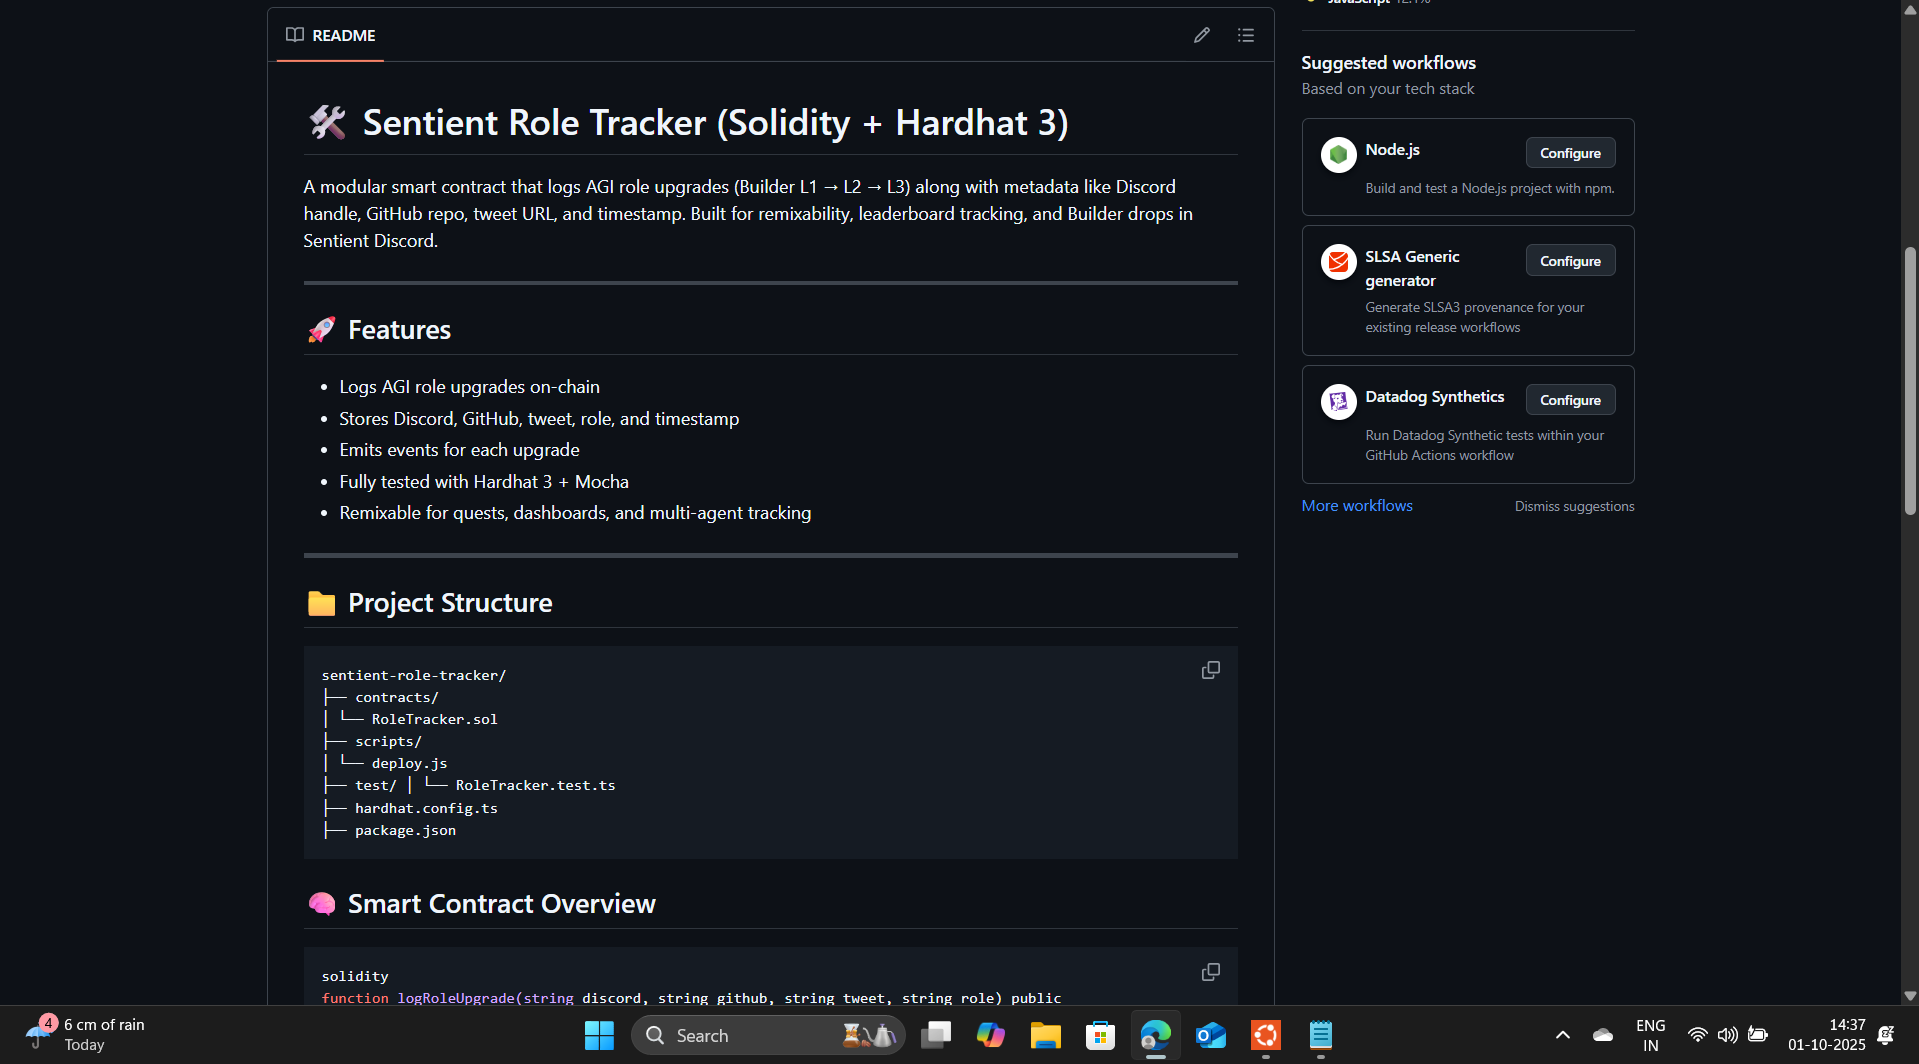 README
🛠️ Sentient Role Tracker (Solidity + Hardhat 3)
A modular smart contract that logs AGI role upgrades (Builder L1 → L2 → L3) along with metadata like Discord
handle, GitHub repo, tweet URL, and timestamp. Built for remixability, leaderboard tracking, and Builder drops in
Sentient Discord.
🚀 Features
• Logs AGI role upgrades on-chain
• Stores Discord, GitHub, tweet, role, and timestamp
• Emits events for each upgrade
• Fully tested with Hardhat 3 + Mocha
• Remixable for quests, dashboards, and multi-agent tracking
📁 Project Structure
sentient-role-tracker/
├── contracts/
│ └── RoleTracker.sol
├── scripts/
│ └── deploy.js
├── test/ │ └── RoleTracker.test.ts
├── hardhat.config.ts
├── package.json
🧠 Smart Contract Overview
solidity
function logRoleUpgrade(string discord, string github, string tweet, string role) public
JavaScript 12.1%
Suggested workflows
Based on your tech stack
Node.js
Configure
Build and test a Node.js project with npm.
SLSA Generic
generator
Configure
Generate SLSA3 provenance for your
existing release workflows
Datadog Synthetics
Configure
Run Datadog Synthetic tests within your
GitHub Actions workflow
More workflows
Dismiss suggestions
4
6 cm of rain
Today
Search
ENG
IN
14:37
01-10-2025